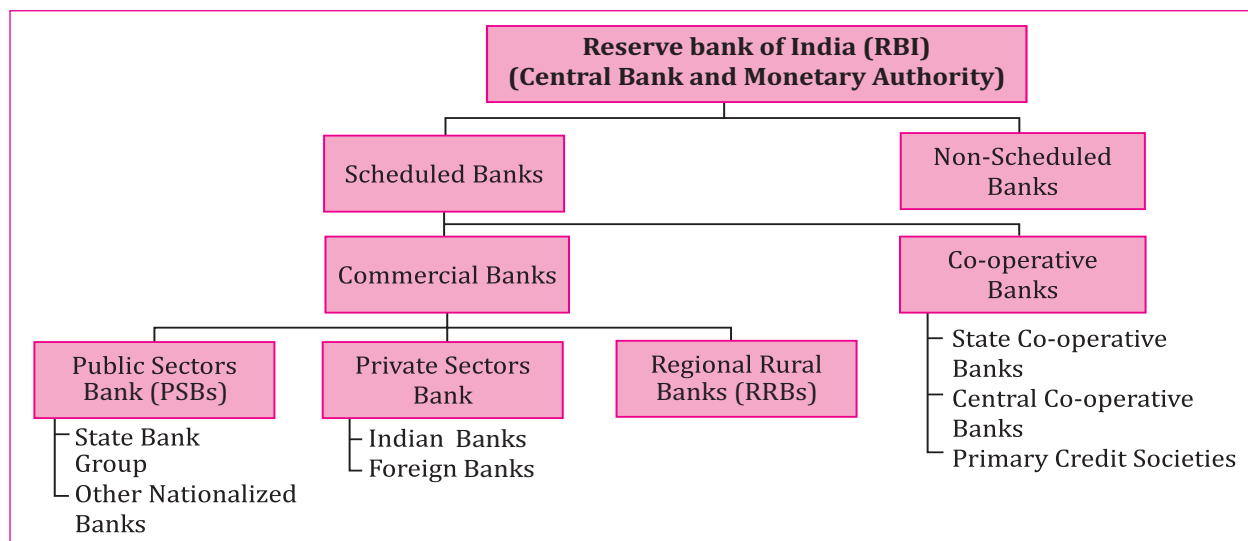 Reserve bank of India (RBI)
(Central Bank and Monetary Authority)
Scheduled Banks
Non-Scheduled
Banks
Commercial Banks
Co-operative
Banks
Public Sectors
Bank (PSBs)
State Bank
Group
Other Nationalized
Banks
Private Sectors
Bank
Indian Banks
Foreign Banks
Regional Rural
Banks (RRBs)
State Co-operative
Banks
Central Co-operative
Banks
Primary Credit Societies